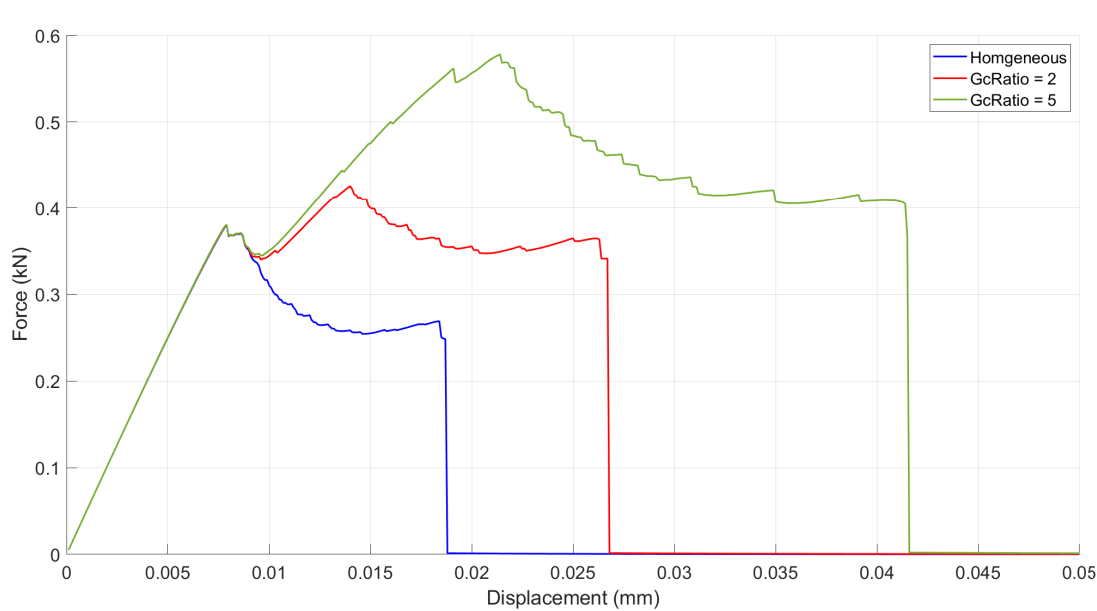 0.6
0.5
0.4
0.3
0.2
0.1
0
Force (kN)
Homgeneous
GcRatio = 2
GcRatio = 5
0 0.005 0.01 0.015 0.02 0.025 0.03 0.035 0.04 0.045 0.05
Displacement (mm)